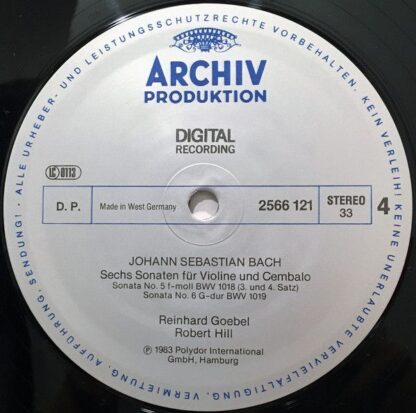 ALLE URHEBER- UND LEISTUNGSSCHUTZRECHTE VORBEHALTEN. KEIN VERLEIH! KEINE UNERLAUBTE VERVIELFÄLTIGUNG, VERMIETUNG, AUFFÜHRUNG, SENDUNG! ·
ARCHIV
PRODUKTION
DIGITAL
RECORDING
LC 0113
D. P.
Made in West Germany
2566 121
STEREO
33
4
JOHANN SEBASTIAN BACH
Sechs Sonaten für Violine und Cembalo
Sonata No. 5 f-moll BWV 1018 (3. und 4. Satz)
Sonata No. 6 G-dur BWV 1019
Reinhard Goebel
Robert Hill
℗ 1983 Polydor International
GmbH, Hamburg